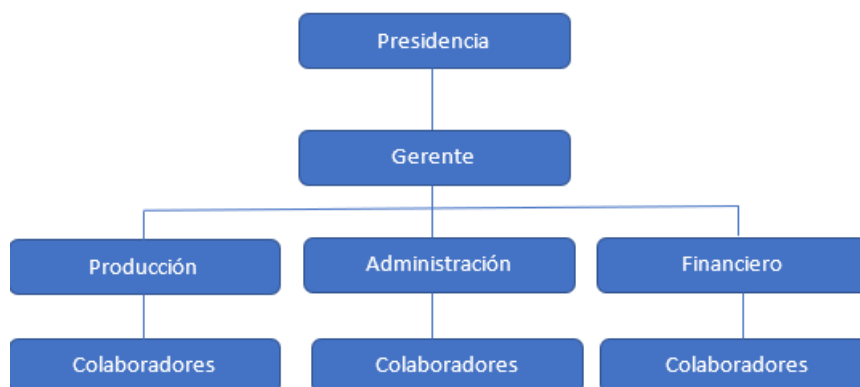 Presidencia
Gerente
Producción
Administración
Financiero
Colaboradores
Colaboradores
Colaboradores